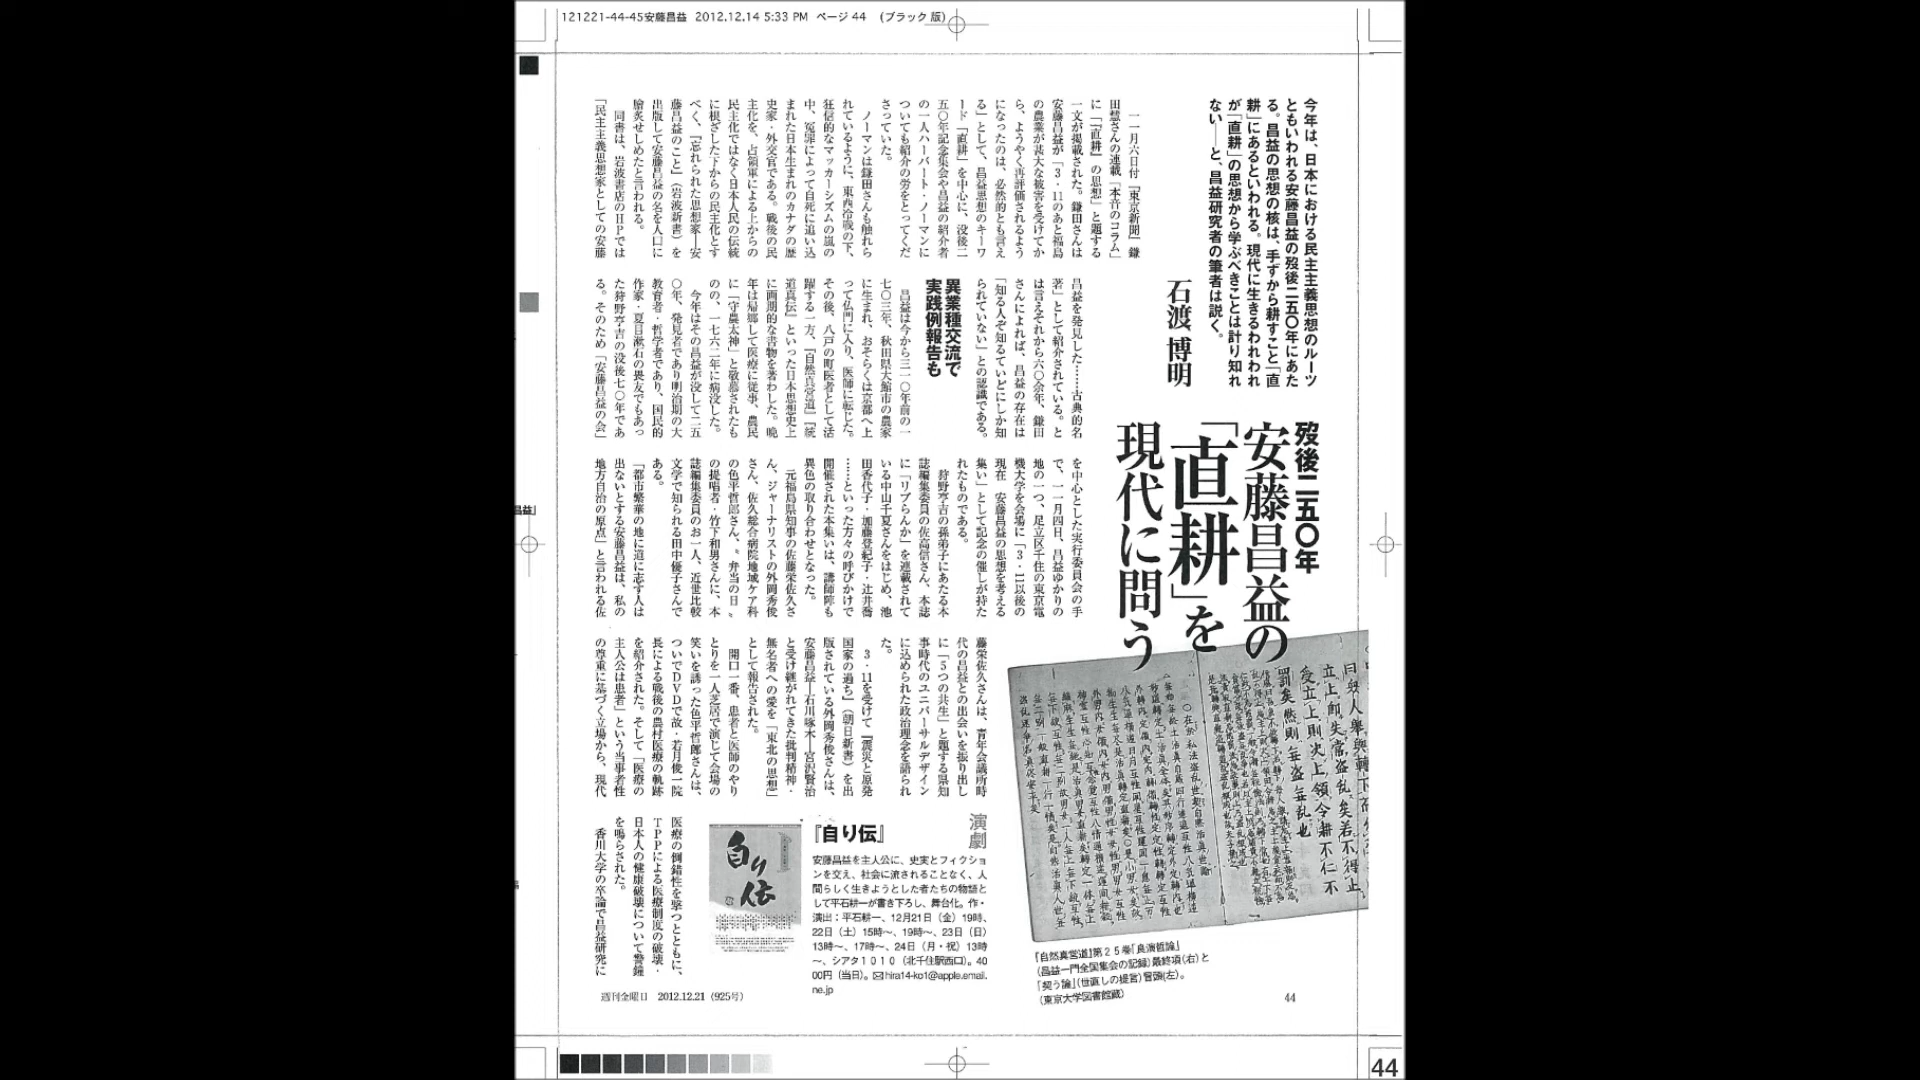 121221-44-45安藤昌益 2012.12.14 5:33 PM ページ 44 (ブラック 版)
今年は、日本における民主主義思想のルーツ
ともいわれる安藤昌益の歿後二五〇年にあた
る。昌益の思想の核は、手ずから耕すこと「直
耕」にあるといわれる。現代に生きるわれわれ
が「直耕」の思想から学ぶべきことは計り知れ
ない――と、昌益研究者の筆者は説く。
歿後二五〇年
安藤昌益の
「直耕」を
現代に問う
石渡 博明
一一月六日付『東京新聞』鎌
田慧さんの連載「本音のコラム」
に「『直耕』の思想」と題する
一文が掲載された。鎌田さんは
安藤昌益が「3・11のあと福島
の農業が甚大な被害を受けてか
ら、ようやく再評価されるよう
になったのは、必然的とも言え
る」として、昌益思想のキーワ
ード「直耕」を中心に、没後二
五〇年記念集会や昌益の紹介者
の一人ハーバート・ノーマンに
ついても紹介の労をとってくだ
さっていた。
ノーマンは鎌田さんも触れら
れているように、東西冷戦の下、
狂信的なマッカーシズムの嵐の
中、冤罪によって自死に追い込
まれた日本生まれのカナダの歴
史家・外交官である。戦後の民
主化を、占領軍による上からの
民主化ではなく日本人民の伝統
に根ざした下からの民主化とす
べく、『忘れられた思想家―安
藤昌益のこと』(岩波新書)を
出版して安藤昌益の名を人口に
膾炙せしめたと言われる。
同書は、岩波書店のHPでは
「民主主義思想家としての安藤
昌益を発見した……古典的名
著」として紹介されている。と
は言えそれから六〇余年、鎌田
さんによれば、昌益の存在は
「知る人ぞ知るていどにしか知
られていない」との認識である。
異業種交流で
実践例報告も
昌益は今から三一〇年前の一
七〇三年、秋田県大館市の農家
に生まれ、おそらくは京都へ上
って仏門に入り、医師に転じた。
その後、八戸の町医者として活
躍する一方、『自然真営道』『統
道真伝』といった日本思想史上
に画期的な書物を著わした。晩
年は帰郷して医療に従事、農民
に「守農太神」と敬慕されたも
のの、一七六二年に病没した。
今年はその昌益が没して二五
〇年、発見者であり明治期の大
教育者・哲学者であり、国民的
作家・夏目漱石の畏友でもあっ
た狩野亨吉の没後七〇年であ
る。そのため「安藤昌益の会」
を中心とした実行委員会の手
で、一一月四日、昌益ゆかりの
地の一つ、足立区千住の東京電
機大学を会場に「3・11以後の
現在 安藤昌益の思想を考える
集い」として記念の催しが持た
れたものである。
狩野亨吉の孫弟子にあたる本
誌編集委員の佐高信さん、本誌
に「リブらんか」を連載されて
いる中山千夏さんをはじめ、池
田香代子・加藤登紀子・辻井喬
……といった方々の呼びかけで
開催された本集いは、講師陣も
異色の取り合わせとなった。
元福島県知事の佐藤栄佐久さ
ん、ジャーナリストの外岡秀俊
さん、佐久総合病院地域ケア科
の色平哲郎さん、〝弁当の日〟
の提唱者・竹下和男さんに、本
誌編集委員のお一人、近世比較
文学で知られる田中優子さんで
ある。
「都市繁華の地に道に志す人は
出ないとする安藤昌益は、私の
地方自治の原点」と言われる佐
藤栄佐久さんは、青年会議所時
代の昌益との出会いを振り出し
に「5つの共生」と題する県知
事時代のユニバーサルデザイン
に込められた政治理念を語られ
た。
3・11を受けて『震災と原発
国家の過ち』(朝日新書)を出
版されている外岡秀俊さんは、
安藤昌益―石川啄木―宮沢賢治
と受け継がれてきた批判精神・
無名者への愛を「東北の思想」
として報告された。
開口一番、患者と医師のやり
とりを一人芝居で演じて会場の
笑いを誘った色平哲郎さんは、
ついでDVDで故・若月俊一院
長による戦後の農村医療の軌跡
を紹介された。そして「医療の
主人公は患者」という当事者性
の尊重に基づく立場から、現代
医療の倒錯性を撃つとともに、
TPPによる医療制度の破壊・
日本人の健康破壊について警鐘
を鳴らされた。
香川大学の卒論で昌益研究に
演劇
『自り伝』
安藤昌益を主人公に、史実とフィクショ
ンを交え、社会に流されることなく、人
間らしく生きようとした者たちの物語と
して平石耕一が書き下ろし、舞台化。作・
演出:平石耕一、12月21日(金)19時、
22日(土)15時〜、19時〜、23日(日)
13時〜、17時〜、24日(月・祝)13時
〜、シアタ1010(北千住駅西口)。40
00円(当日)。✉hira14-ko1@apple.emai.
ne.jp
自り伝
『自然真営道』第25巻「良演哲論」
(昌益一門全国集会の記録)最終項(右)と
「契う論」(世直しの提言)冒頭(左)。
(東京大学図書館蔵)
週刊金曜日 2012.12.21 (925号)
44
44